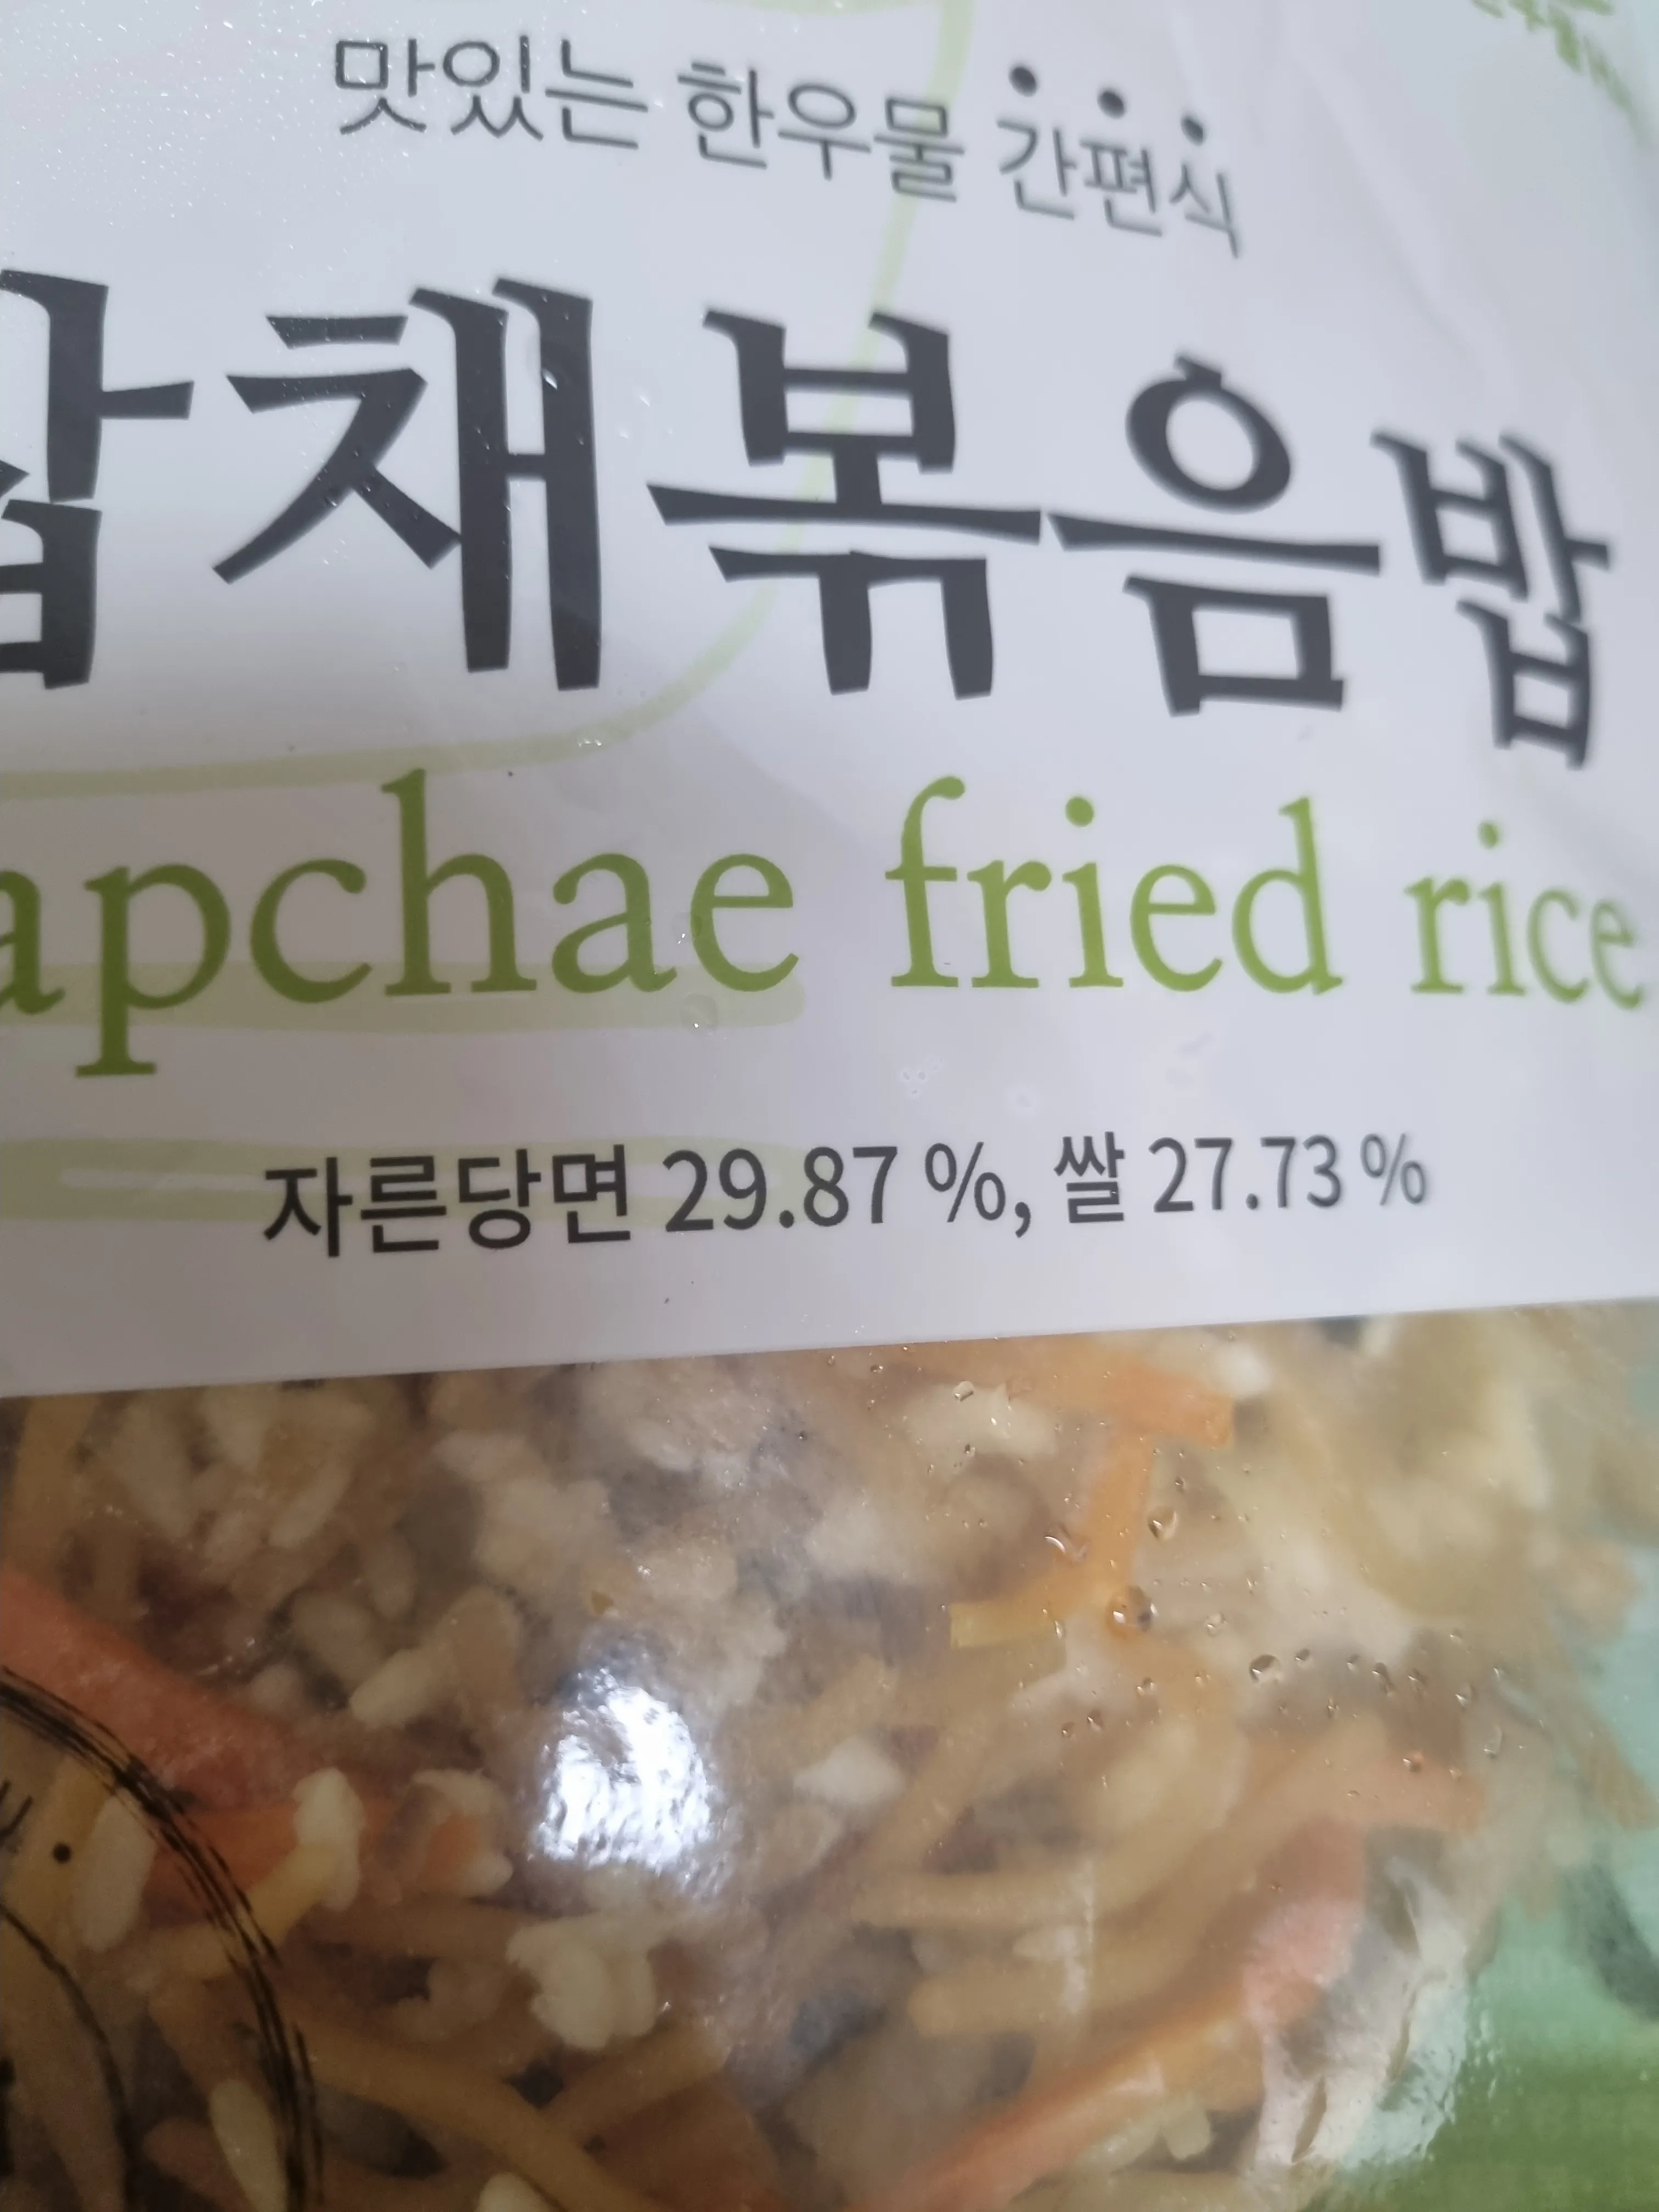 맛있는 한우물 간편식
잡채볶음밥
apchae fried rice
자른당면 29.87 %, 쌀 27.73 %